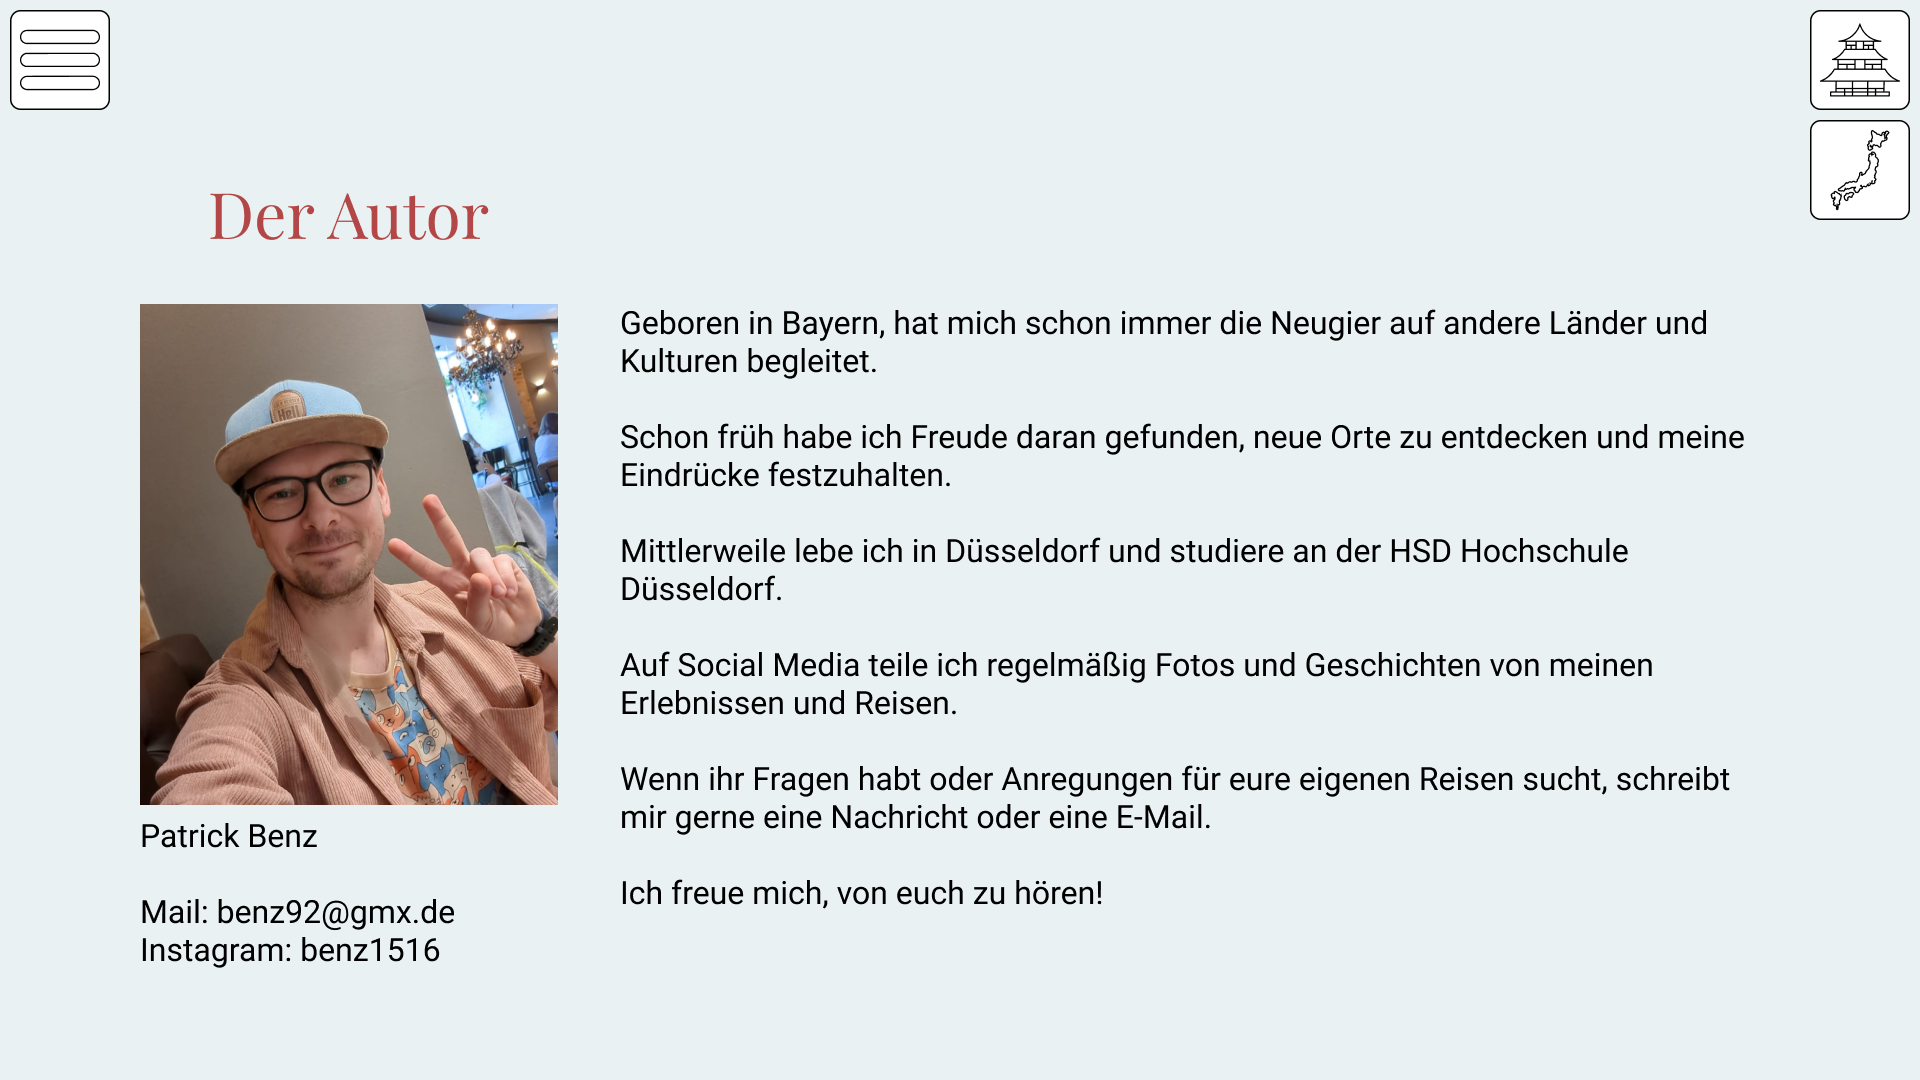 Der Autor
Hell
Patrick Benz
Mail: benz92@gmx.de
Instagram: benz1516
Geboren in Bayern, hat mich schon immer die Neugier auf andere Länder und
Kulturen begleitet.
Schon früh habe ich Freude daran gefunden, neue Orte zu entdecken und meine
Eindrücke festzuhalten.
Mittlerweile lebe ich in Düsseldorf und studiere an der HSD Hochschule
Düsseldorf.
Auf Social Media teile ich regelmäßig Fotos und Geschichten von meinen
Erlebnissen und Reisen.
Wenn ihr Fragen habt oder Anregungen für eure eigenen Reisen sucht, schreibt
mir gerne eine Nachricht oder eine E-Mail.
Ich freue mich, von euch zu hören!